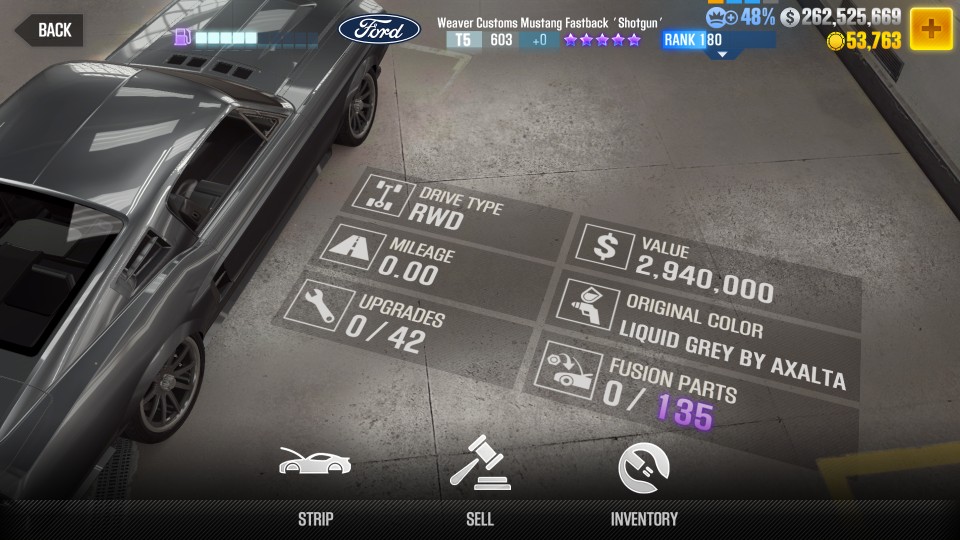 BACK
Ford
Weaver Customs Mustang Fastback 'Shotgun'
T5 603 +0 RANK 180
48% $ 262,525,669
53,763
DRIVE TYPE
RWD
MILEAGE
0.00
UPGRADES
0 / 42
$ VALUE
2,940,000
ORIGINAL COLOR
LIQUID GREY BY AXALTA
FUSION PARTS
0 / 135
STRIP SELL INVENTORY